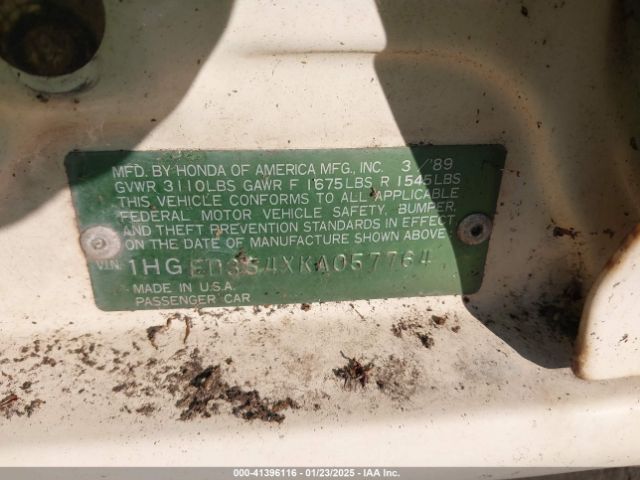 MFD. BY HONDA OF AMERICA MFG., INC. 3 / '89
GVWR 3110LBS GAWR F 1675LBS R 1545LBS
THIS VEHICLE CONFORMS TO ALL APPLICABLE
FEDERAL MOTOR VEHICLE SAFETY, BUMPER,
AND THEFT PREVENTION STANDARDS IN EFFECT
ON THE DATE OF MANUFACTURE SHOWN ABOVE
VIN 1HGED354XKA057764
MADE IN U.S.A.
PASSENGER CAR
000-41396116 - 01/23/2025 - IAA Inc.